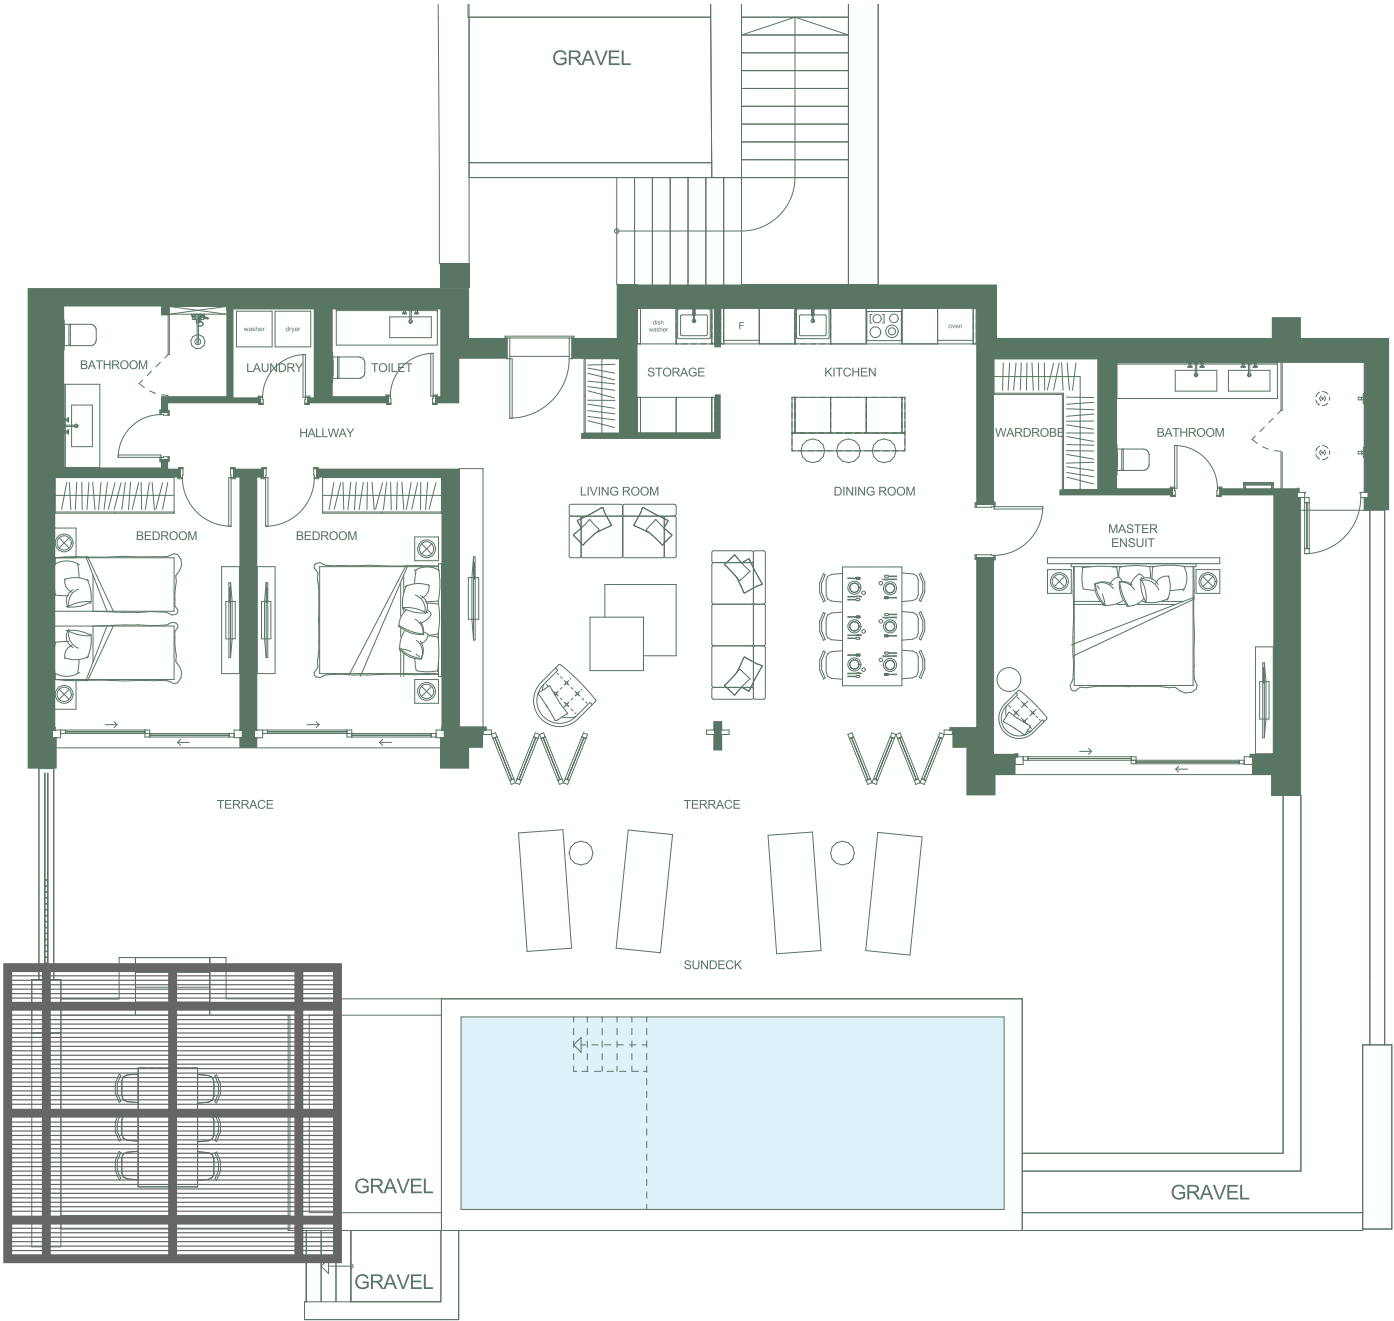 GRAVEL
dish
washer
F
oven
washer
dryer
BATHROOM
LAUNDRY
TOILET
STORAGE
KITCHEN
HALLWAY
WARDROBE
BATHROOM
LIVING ROOM
DINING ROOM
BEDROOM
BEDROOM
MASTER
ENSUIT
TERRACE
TERRACE
SUNDECK
GRAVEL
GRAVEL
GRAVEL